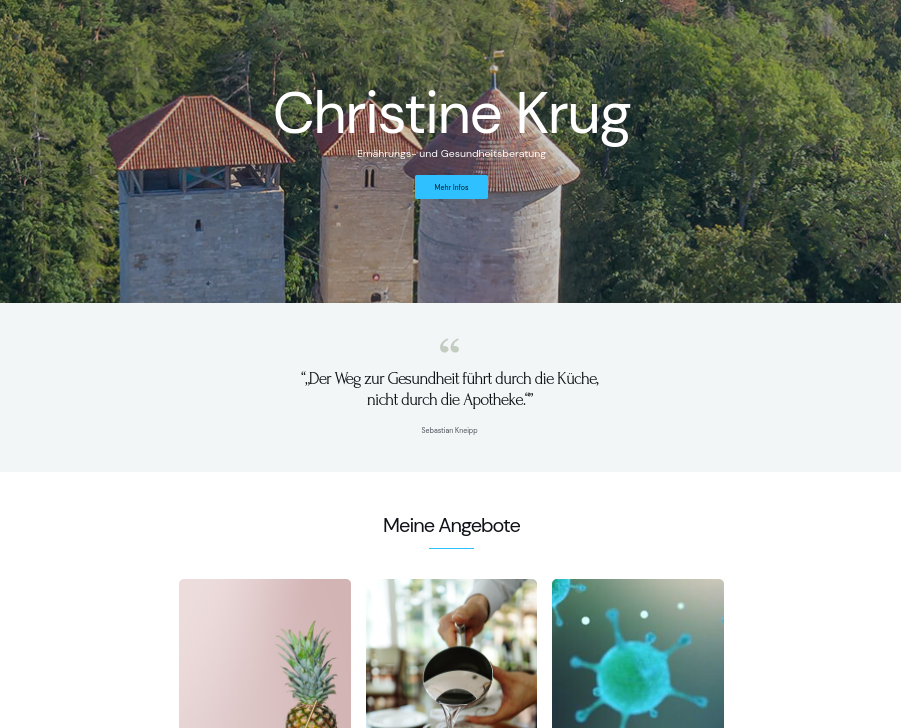 Christine Krug
Ernährungs- und Gesundheitsberatung
Mehr Infos
“
“„Der Weg zur Gesundheit führt durch die Küche,
nicht durch die Apotheke.“”
Sebastian Kneipp
Meine Angebote